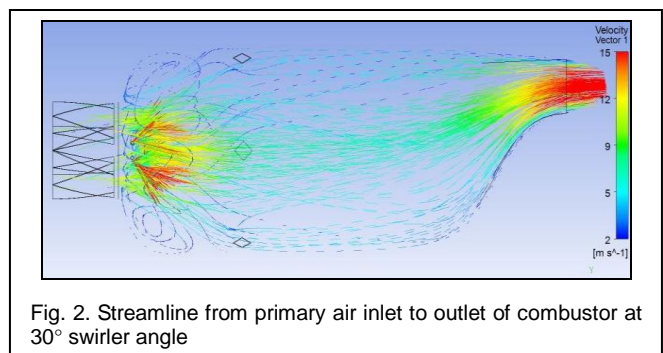 Velocity
Vector 1
15
12
9
5
2
[m s^-1]
Y
Fig. 2. Streamline from primary air inlet to outlet of combustor at
30° swirler angle